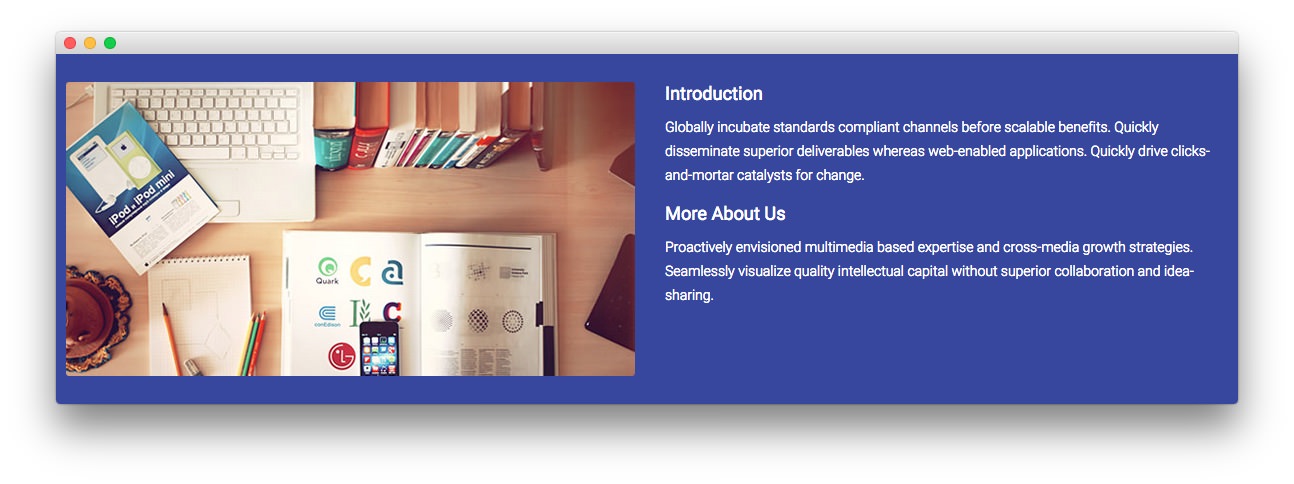 Introduction
Globally incubate standards compliant channels before scalable benefits. Quickly
disseminate superior deliverables whereas web-enabled applications. Quickly drive clicks-
and-mortar catalysts for change.
More About Us
Proactively envisioned multimedia based expertise and cross-media growth strategies.
Seamlessly visualize quality intellectual capital without superior collaboration and idea-
sharing.
iPod & iPod mini
Quark
conEdison
LG